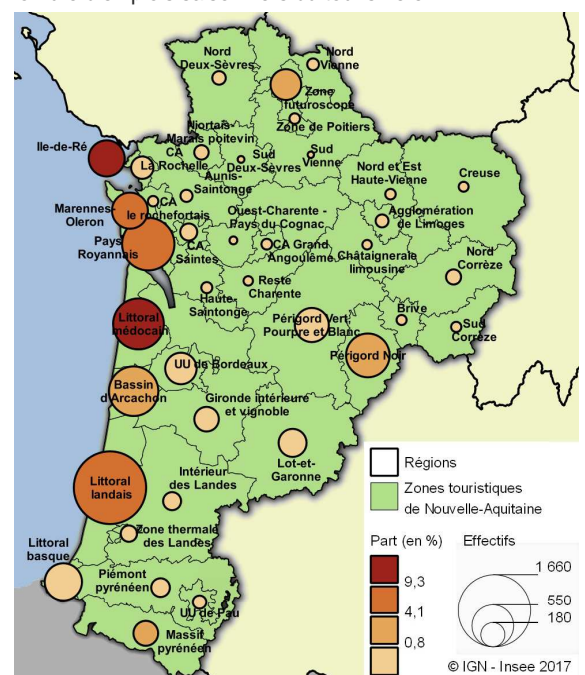 Nord
Deux-Sèvres
Nord
Vienne
Zone
futuroscope
Niortais-
Marais poitevin
Zone de Poitiers
Ile-de-Ré
CA
La Rochelle
Sud
Deux-Sèvres
Sud
Vienne
Nord et Est
Haute-Vienne
Creuse
Aunis-
Saintonge
Marennes-
Oleron
CA
le rochefortais
Ouest-Charente -
Pays du Cognac
Agglomération
de Limoges
Pays
Royannais
CA
Saintes
CA Grand
Angoulême
Châtaigneraie
limousine
Nord
Corrèze
Haute-
Saintonge
Reste
Charente
Littoral
médocain
Périgord Vert
Pourpre et Blanc
Brive
Sud
Corrèze
Périgord Noir
UU de Bordeaux
Bassin
d'Arcachon
Gironde intérieure
et vignoble
Lot-et-
Garonne
Littoral
landais
Intérieur
des Landes
Zone thermale
des Landes
Littoral
basque
Piémont
pyrénéen
UU de Pau
Massif
pyrénéen
Régions
Zones touristiques
de Nouvelle-Aquitaine
Part (en %)
9,3
4,1
0,8
Effectifs
1 660
550
180
© IGN - Insee 2017